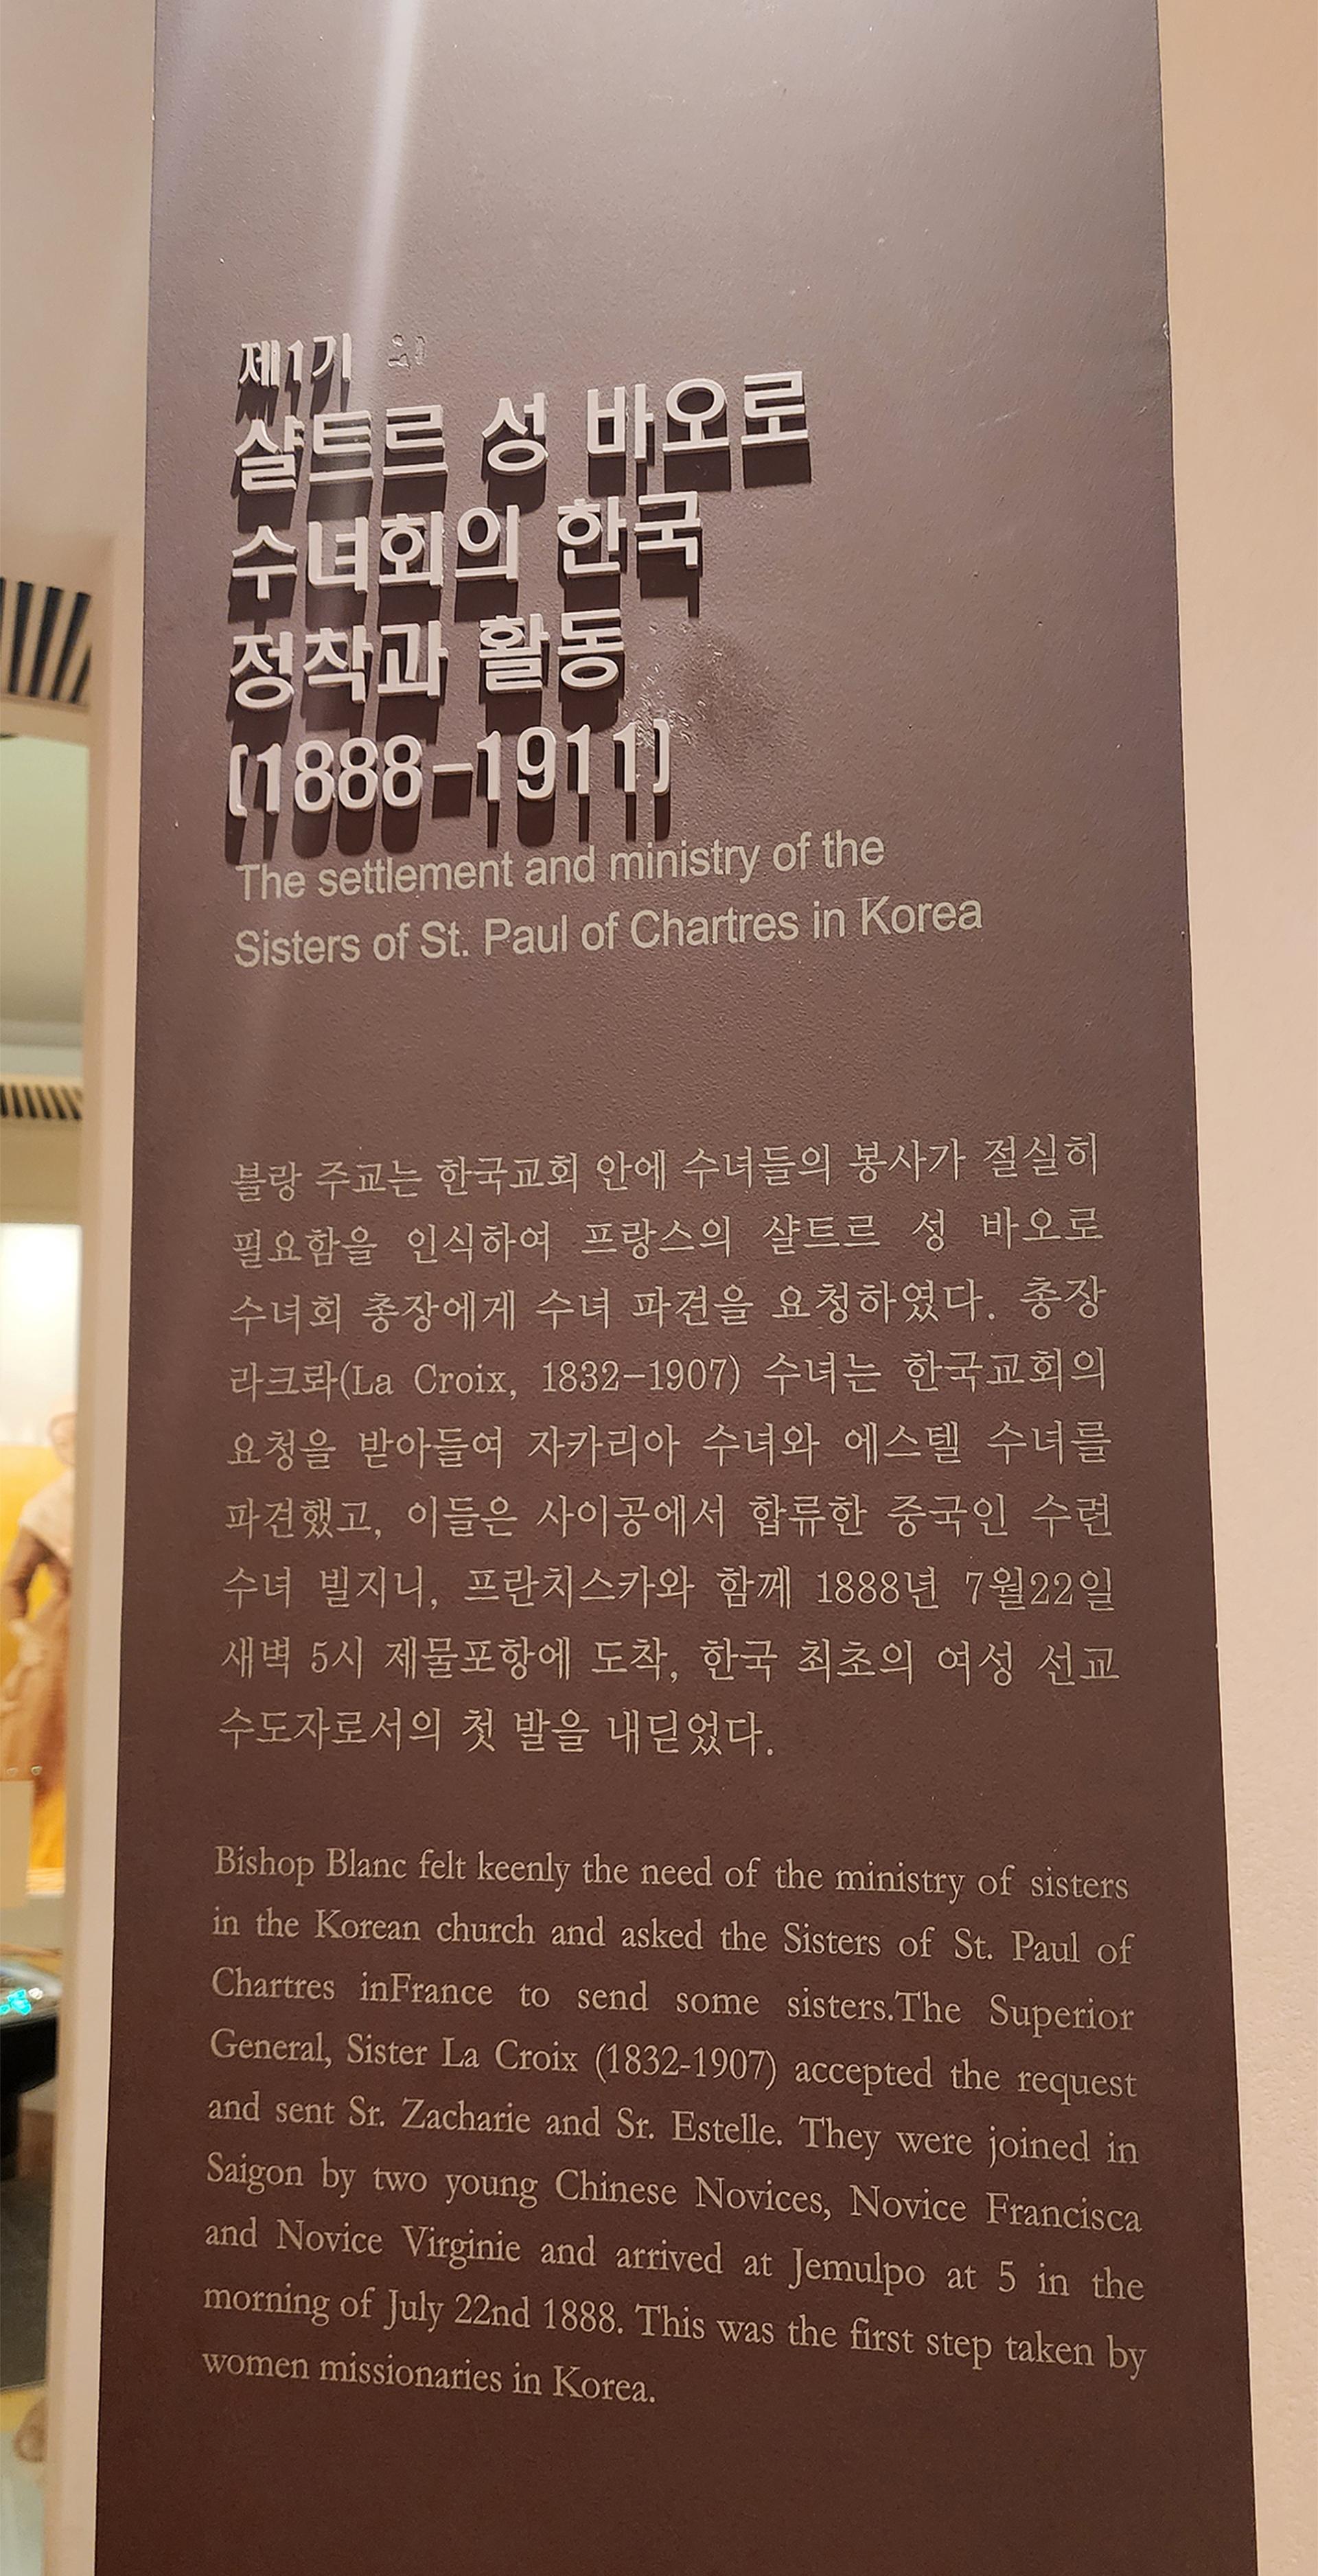 제1기
샬트르 성 바오로
수녀회의 한국
정착과 활동
(1888-1911)
The settlement and ministry of the
Sisters of St. Paul of Chartres in Korea
블랑 주교는 한국교회 안에 수녀들의 봉사가 절실히
필요함을 인식하여 프랑스의 샬트르 성 바오로
수녀회 총장에게 수녀 파견을 요청하였다. 총장
라크롸(La Croix, 1832-1907) 수녀는 한국교회의
요청을 받아들여 자카리아 수녀와 에스텔 수녀를
파견했고, 이들은 사이공에서 합류한 중국인 수련
수녀 빌지니, 프란치스카와 함께 1888년 7월22일
새벽 5시 제물포항에 도착, 한국 최초의 여성 선교
수도자로서의 첫 발을 내딛었다.
Bishop Blanc felt keenly the need of the ministry of sisters
in the Korean church and asked the Sisters of St. Paul of
Chartres inFrance to send some sisters.The Superior
General, Sister La Croix (1832-1907) accepted the request
and sent Sr. Zacharie and Sr. Estelle. They were joined in
Saigon by two young Chinese Novices, Novice Francisca
and Novice Virginie and arrived at Jemulpo at 5 in the
morning of July 22nd 1888. This was the first step taken by
women missionaries in Korea.